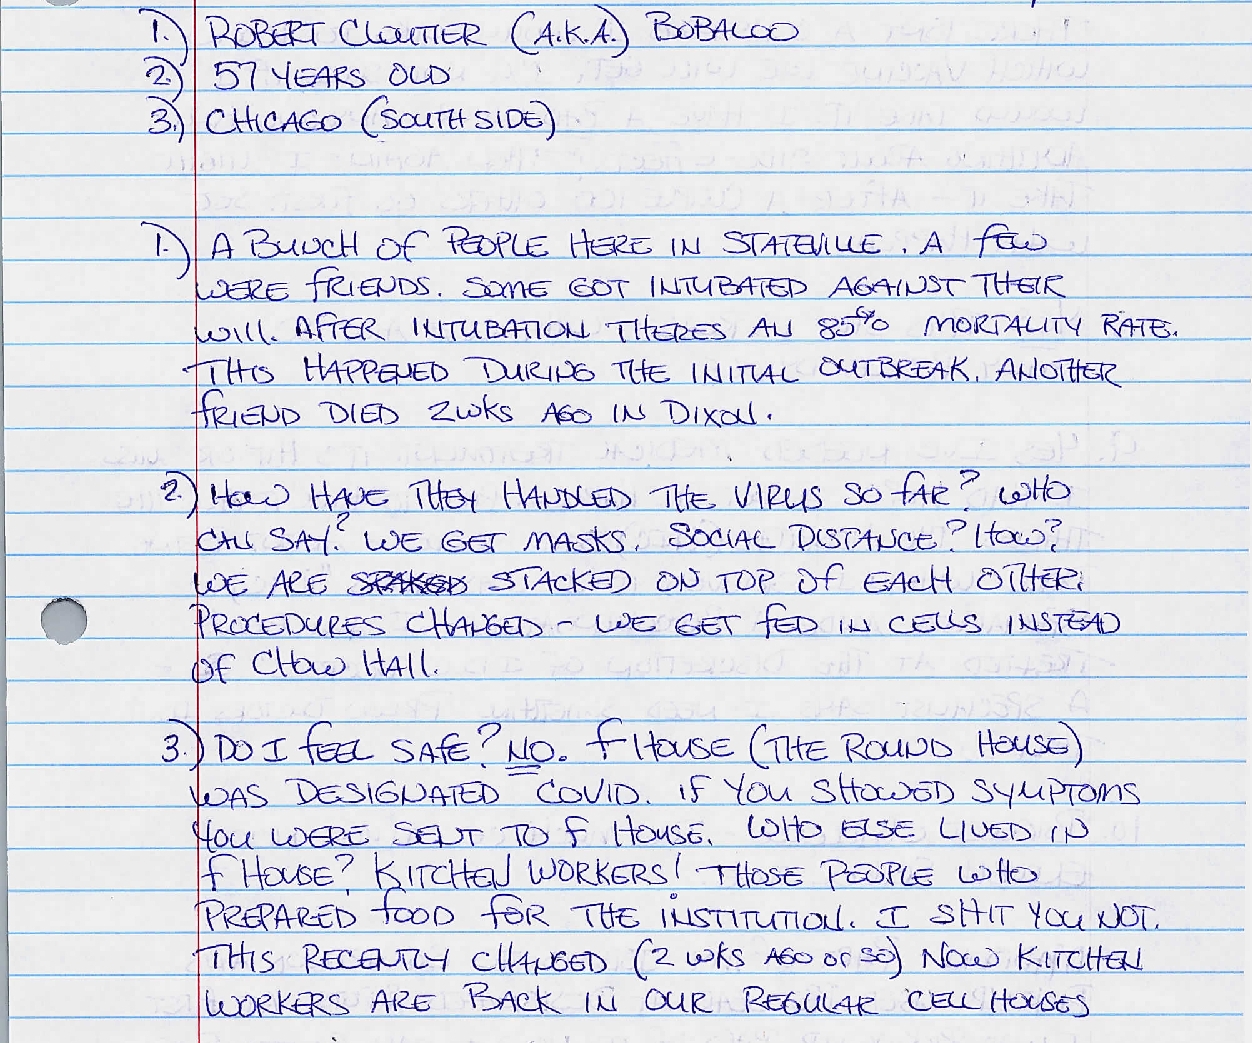 1.) ROBERT CLOUTIER (A.K.A.) BOBALOO
2.) 57 YEARS OLD
3.) CHICAGO (SOUTH SIDE)
1.) A BUNCH OF PEOPLE HERE IN STATEVILLE. A FEW
WERE FRIENDS. SOME GOT INTUBATED AGAINST THEIR
WILL. AFTER INTUBATION THERES AN 85% MORTALITY RATE.
THIS HAPPENED DURING THE INITIAL OUTBREAK. ANOTHER
FRIEND DIED 2WKS AGO IN DIXON.
2.) HOW HAVE THEY HANDLED THE VIRUS SO FAR? WHO
CAN SAY? WE GET MASKS. SOCIAL DISTANCE? HOW?
WE ARE STACKED ON TOP OF EACH OTHER.
PROCEDURES CHANGED - WE GET FED IN CELLS INSTEAD
OF CHOW HALL.
3.) DO I FEEL SAFE? NO. F HOUSE (THE ROUND HOUSE)
WAS DESIGNATED COVID. IF YOU SHOWED SYMPTOMS
YOU WERE SENT TO F HOUSE. WHO ELSE LIVED IN
F HOUSE? KITCHEN WORKERS! THOSE PEOPLE WHO
PREPARED FOOD FOR THE INSTITUTION. I SHIT YOU NOT.
THIS RECENTLY CHANGED (2 WKS AGO OR SO) NOW KITCHEN
WORKERS ARE BACK IN OUR REGULAR CELL HOUSES